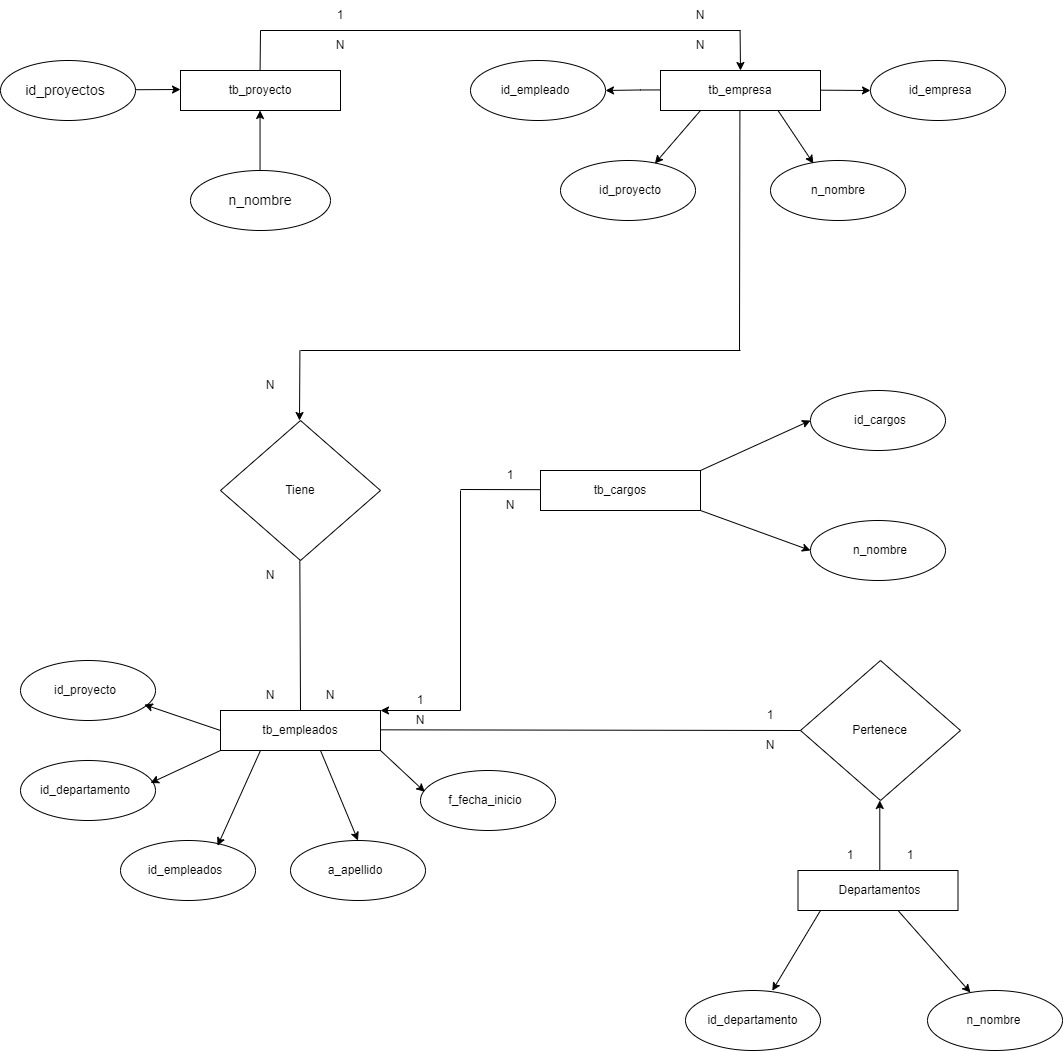 1
N
N
N
id_proyectos
tb_proyecto
id_empleado
tb_empresa
id_empresa
n_nombre
id_proyecto
n_nombre
N
Tiene
id_cargos
1
tb_cargos
N
n_nombre
N
id_proyecto
N
N
1
N
tb_empleados
1
N
Pertenece
id_departamento
f_fecha_inicio
id_empleados
a_apellido
1
1
Departamentos
id_departamento
n_nombre